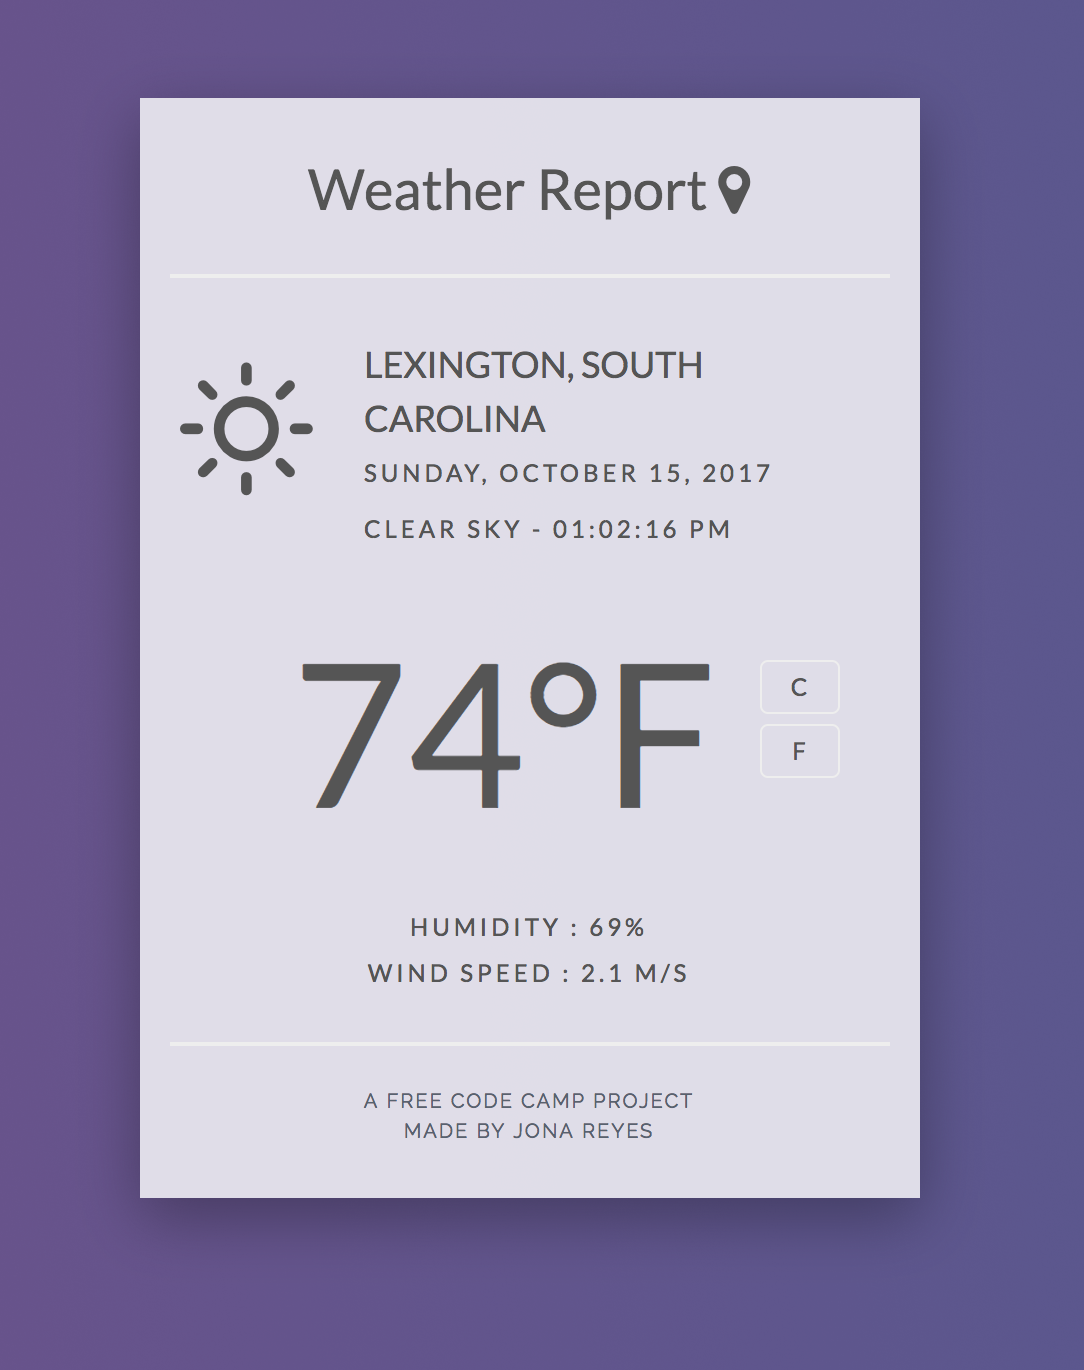 Weather Report
LEXINGTON, SOUTH
CAROLINA
SUNDAY, OCTOBER 15, 2017
CLEAR SKY - 01:02:16 PM
74°F
C
F
HUMIDITY : 69%
WIND SPEED : 2.1 M/S
A FREE CODE CAMP PROJECT
MADE BY JONA REYES